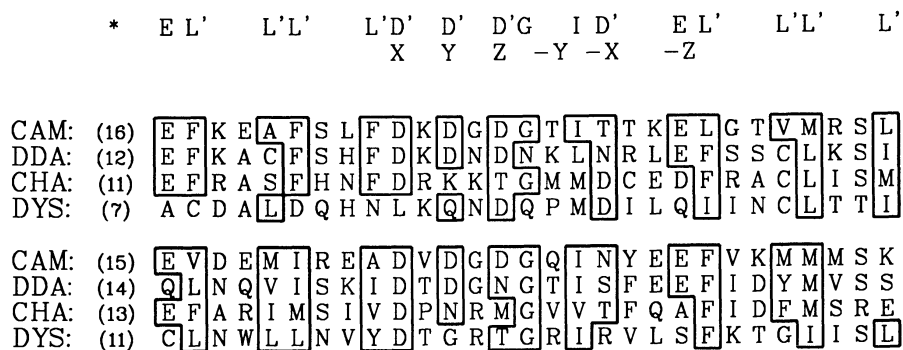 * E L' L'L' L'D' D' D'G I D' E L' L'L' L'
X Y Z -Y -X -Z
CAM: (16) E F K E A F S L F D K D G D G T I T T K E L G T V M R S L
DDA: (12) E F K A C F S H F D K D N D N K L N R L E F S S C L K S I
CHA: (11) E F R A S F H N F D R K K T G M M D C E D F R A C L I S M
DYS: (7) A C D A L D Q H N L K Q N D Q P M D I L Q I I N C L T T I
CAM: (15) E V D E M I R E A D V D G D G Q I N Y E E F V K M M M S K
DDA: (14) Q L N Q V I S K I D T D G N G T I S F E E F I D Y M V S S
CHA: (13) E F A R I M S I V D P N R M G V V T F Q A F I D F M S R E
DYS: (11) C L N W L L N V Y D T G R T G R I R V L S F K T G I I S L